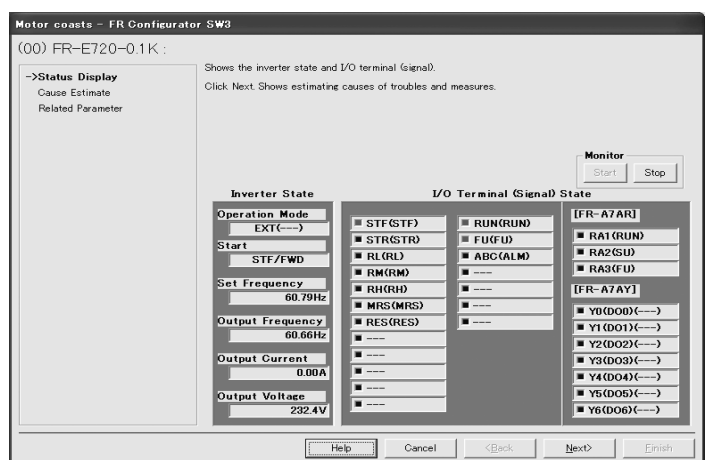 Motor coasts - FR Configurator SW3
(00) FR-E720-0.1K :
->Status Display
Cause Estimate
Related Parameter
Shows the inverter state and I/O terminal (signal).
Click Next. Shows estimating causes of troubles and measures.
Monitor
Start Stop
Inverter State
Operation Mode
EXT(---)
Start
STF/FWD
Set Frequency
60.79Hz
Output Frequency
60.66Hz
Output Current
0.00A
Output Voltage
232.4V
I/O Terminal (Signal) State
STF(STF)
STR(STR)
RL(RL)
RM(RM)
RH(RH)
MRS(MRS)
RES(RES)
---
---
---
---
---
RUN(RUN)
FU(FU)
ABC(ALM)
---
---
---
---
[FR-A7AR]
RA1(RUN)
RA2(SU)
RA3(FU)
[FR-A7AY]
Y0(DO0)(---)
Y1(DO1)(---)
Y2(DO2)(---)
Y3(DO3)(---)
Y4(DO4)(---)
Y5(DO5)(---)
Y6(DO6)(---)
Help Cancel <Back Next> Finish